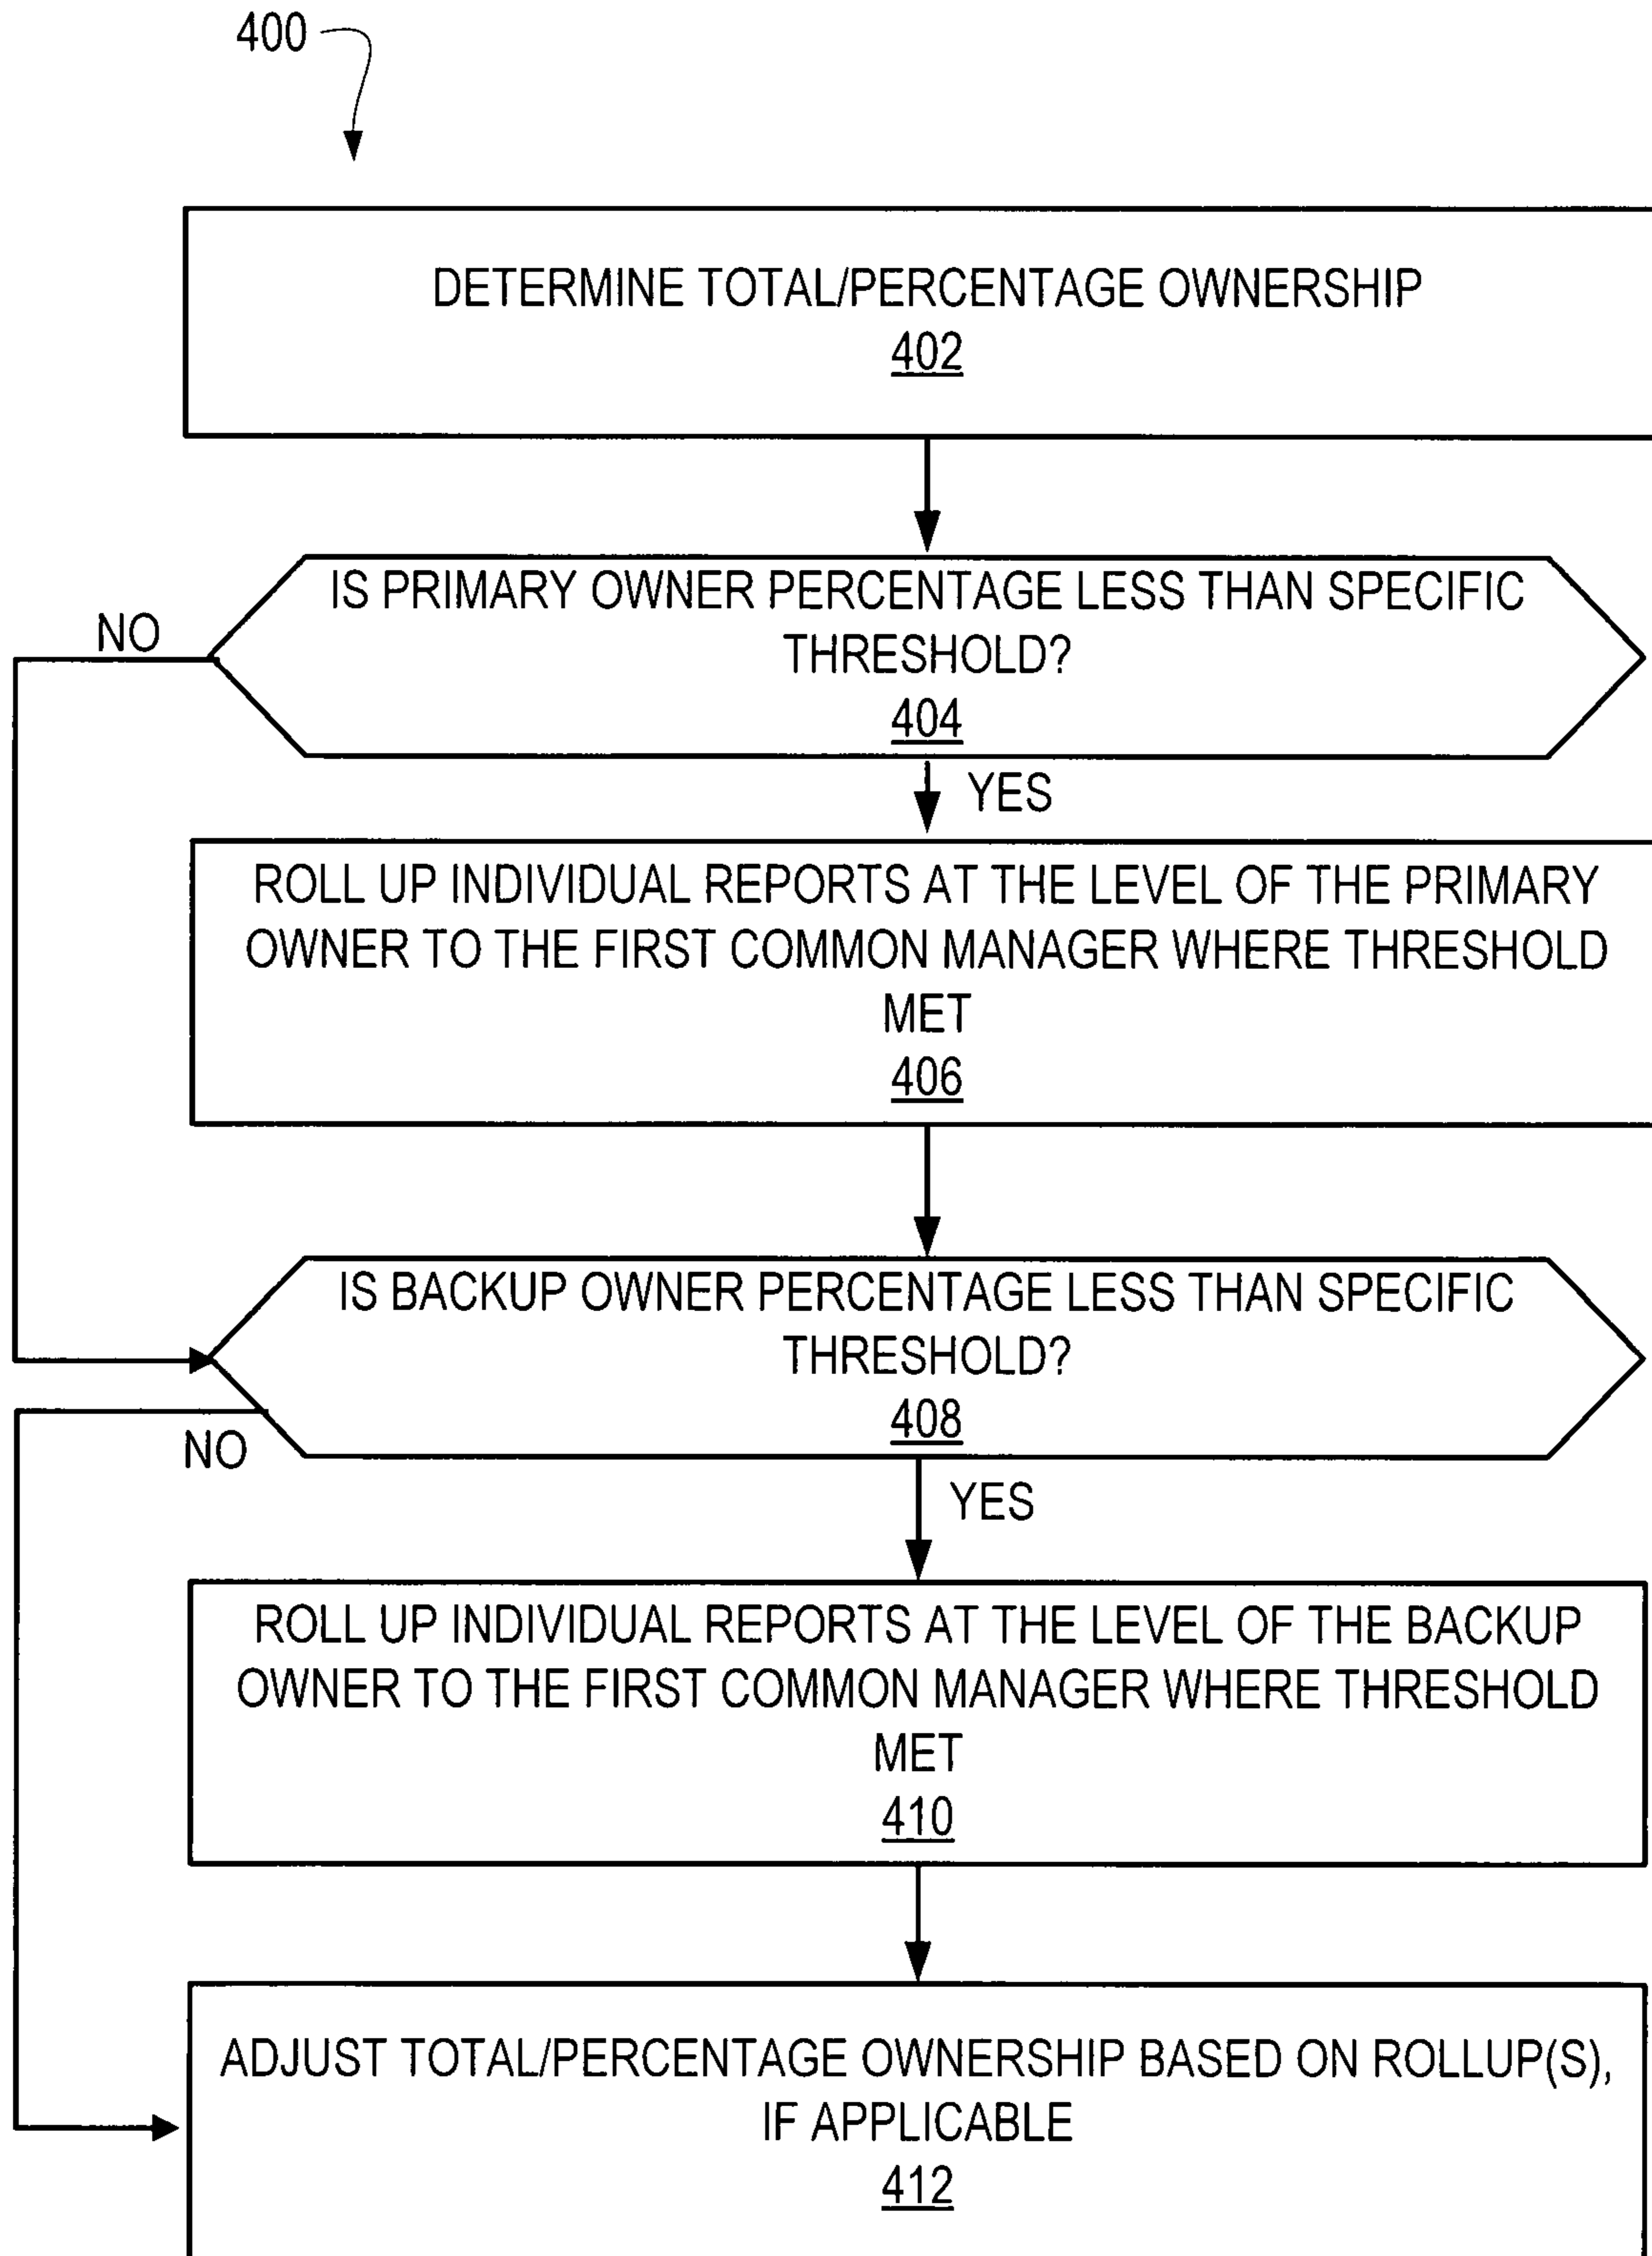 400
DETERMINE TOTAL/PERCENTAGE OWNERSHIP
402
IS PRIMARY OWNER PERCENTAGE LESS THAN SPECIFIC
THRESHOLD?
404
NO
YES
ROLL UP INDIVIDUAL REPORTS AT THE LEVEL OF THE PRIMARY
OWNER TO THE FIRST COMMON MANAGER WHERE THRESHOLD
MET
406
IS BACKUP OWNER PERCENTAGE LESS THAN SPECIFIC
THRESHOLD?
408
NO
YES
ROLL UP INDIVIDUAL REPORTS AT THE LEVEL OF THE BACKUP
OWNER TO THE FIRST COMMON MANAGER WHERE THRESHOLD
MET
410
ADJUST TOTAL/PERCENTAGE OWNERSHIP BASED ON ROLLUP(S),
IF APPLICABLE
412